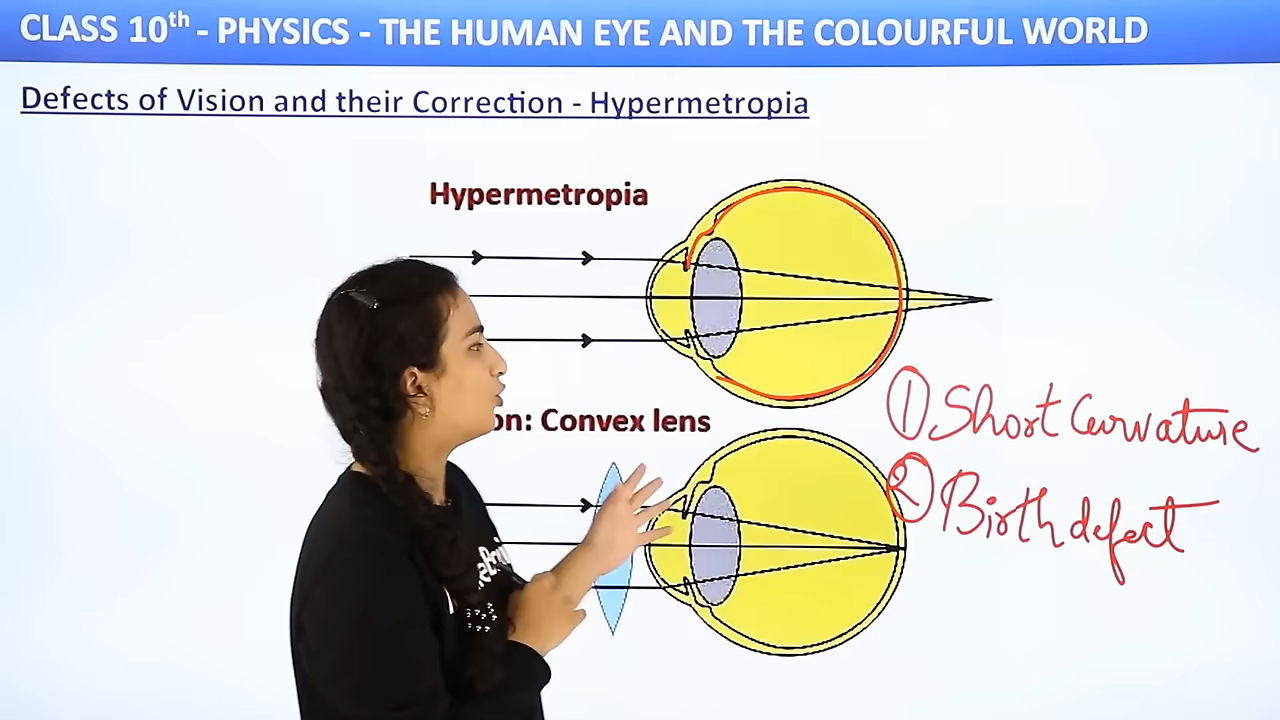 CLASS 10th - PHYSICS - THE HUMAN EYE AND THE COLOURFUL WORLD
Defects of Vision and their Correction - Hypermetropia
Hypermetropia
on: Convex lens
① Short Curvature
② Birth defect